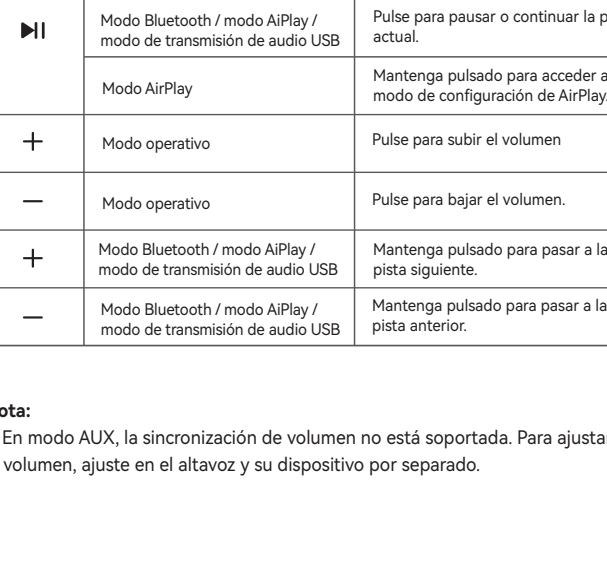 Modo Bluetooth / modo AiPlay /
modo de transmisión de audio USB
Pulse para pausar o continuar la
actual.
Modo AirPlay
Mantenga pulsado para acceder
modo de configuración de AirPlay.
+
Modo operativo
Pulse para subir el volumen
—
Modo operativo
Pulse para bajar el volumen.
+
Modo Bluetooth / modo AiPlay /
modo de transmisión de audio USB
Mantenga pulsado para pasar a la
pista siguiente.
—
Modo Bluetooth / modo AiPlay /
modo de transmisión de audio USB
Mantenga pulsado para pasar a la
pista anterior.
ota:
En modo AUX, la sincronización de volumen no está soportada. Para ajustar
volumen, ajuste en el altavoz y su dispositivo por separado.